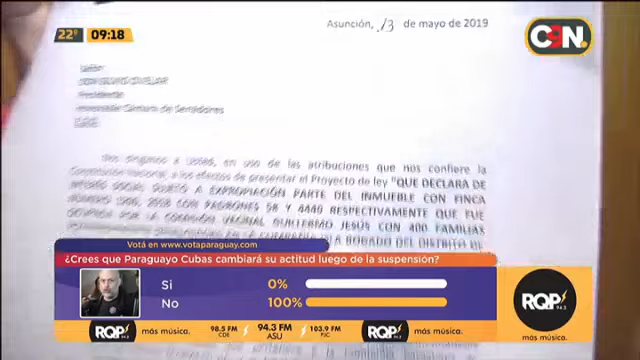 22°
09:18
Asunción, 13 de mayo de 2019
C9N.
Señor
Presidente
Honorable Cámara de Senadores
Nos dirigimos a usted, en uso de las atribuciones que nos confiere la
Constitución Nacional, a los efectos de presentar el Proyecto de ley "QUE DECLARA DE
INTERÉS SOCIAL SUJETO A EXPROPIACIÓN PARTE DEL INMUEBLE CON FINCA
CON PADRONES 58 Y 4446 RESPECTIVAMENTE QUE FUE
OCUPADA POR LA COMISIÓN VECINAL GUILLERMO JESÚS CON 400 FAMILIAS
DEL DISTRITO DE
Votá en www.votaparaguay.com
¿Crees que Paraguayo Cubas cambiará su actitud luego de la suspensión?
Si 0%
No 100%
RQP 94.3
RQP más música. 98.5 FM CDE 94.3 FM ASU 103.9 FM PJC RQP más música.